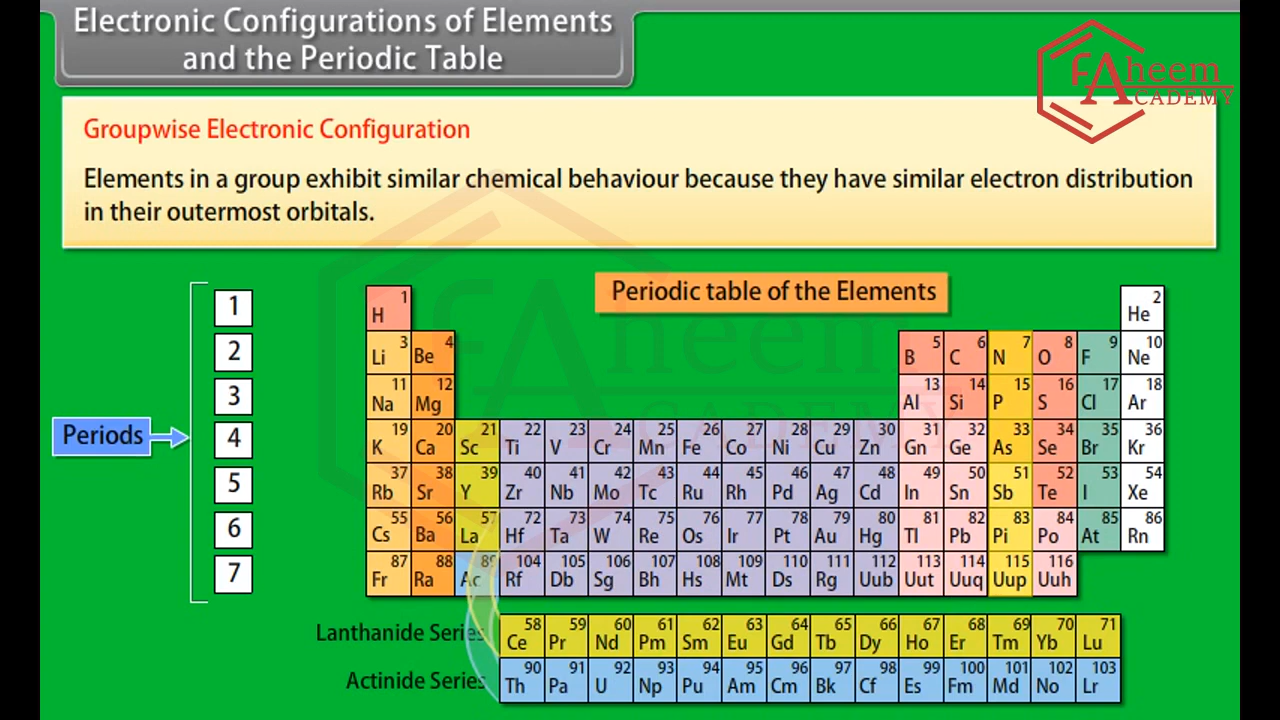 Electronic Configurations of Elements
and the Periodic Table
FAheem
ACADEMY
Groupwise Electronic Configuration
Elements in a group exhibit similar chemical behaviour because they have similar electron distribution
in their outermost orbitals.
Periodic table of the Elements
Periods
1
2
3
4
5
6
7
1 2
H He
3 4 5 6 7 8 9 10
Li Be B C N O F Ne
11 12 13 14 15 16 17 18
Na Mg Al Si P S Cl Ar
19 20 21 22 23 24 25 26 27 28 29 30 31 32 33 34 35 36
K Ca Sc Ti V Cr Mn Fe Co Ni Cu Zn Gn Ge As Se Br Kr
37 38 39 40 41 42 43 44 45 46 47 48 49 50 51 52 53 54
Rb Sr Y Zr Nb Mo Tc Ru Rh Pd Ag Cd In Sn Sb Te I Xe
55 56 57 72 73 74 75 76 77 78 79 80 81 82 83 84 85 86
Cs Ba La Hf Ta W Re Os Ir Pt Au Hg Tl Pb Pi Po At Rn
87 88 89 104 105 106 107 108 109 110 111 112 113 114 115 116
Fr Ra Ac Rf Db Sg Bh Hs Mt Ds Rg Uub Uut Uuq Uup Uuh
Lanthanide Series
58 59 60 61 62 63 64 65 66 67 68 69 70 71
Ce Pr Nd Pm Sm Eu Gd Tb Dy Ho Er Tm Yb Lu
Actinide Series
90 91 92 93 94 95 96 97 98 99 100 101 102 103
Th Pa U Np Pu Am Cm Bk Cf Es Fm Md No Lr